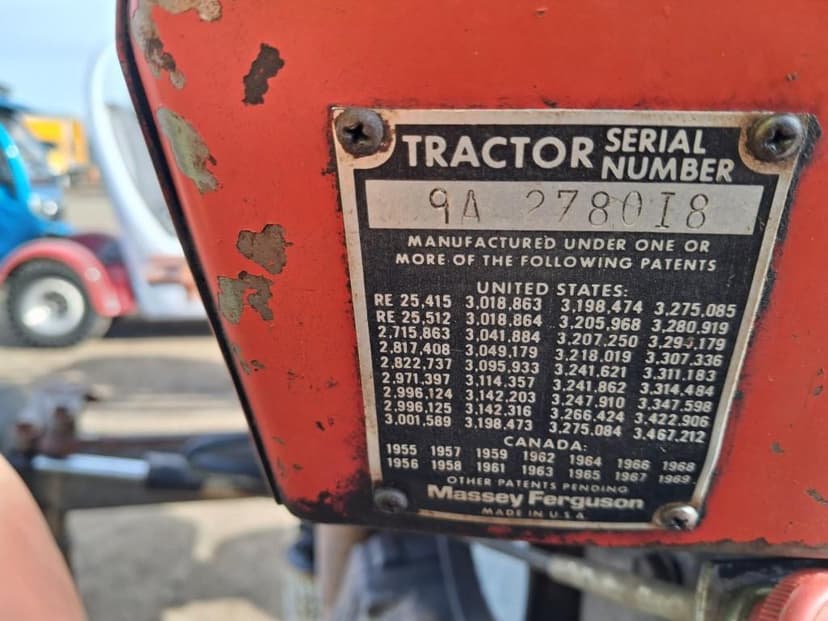 TRACTOR SERIAL NUMBER
9A 278018
MANUFACTURED UNDER ONE OR
MORE OF THE FOLLOWING PATENTS
UNITED STATES:
RE 25,415 3,018,863 3,198,474 3,275,085
RE 25,512 3,018,864 3,205,968 3,280,919
2,715,863 3,041,884 3,207,250 3,294,179
2,817,408 3,049,179 3,218,019 3,307,336
2,822,737 3,095,933 3,241,621 3,311,183
2,971,397 3,114,357 3,241,862 3,314,484
2,996,124 3,142,203 3,247,910 3,347,598
2,996,125 3,142,316 3,266,424 3,422,906
3,001,589 3,198,473 3,275,084 3,467,212
CANADA:
1955 1957 1959 1962 1964 1966 1968
1956 1958 1961 1963 1965 1967 1969
OTHER PATENTS PENDING
Massey Ferguson
MADE IN U.S.A.